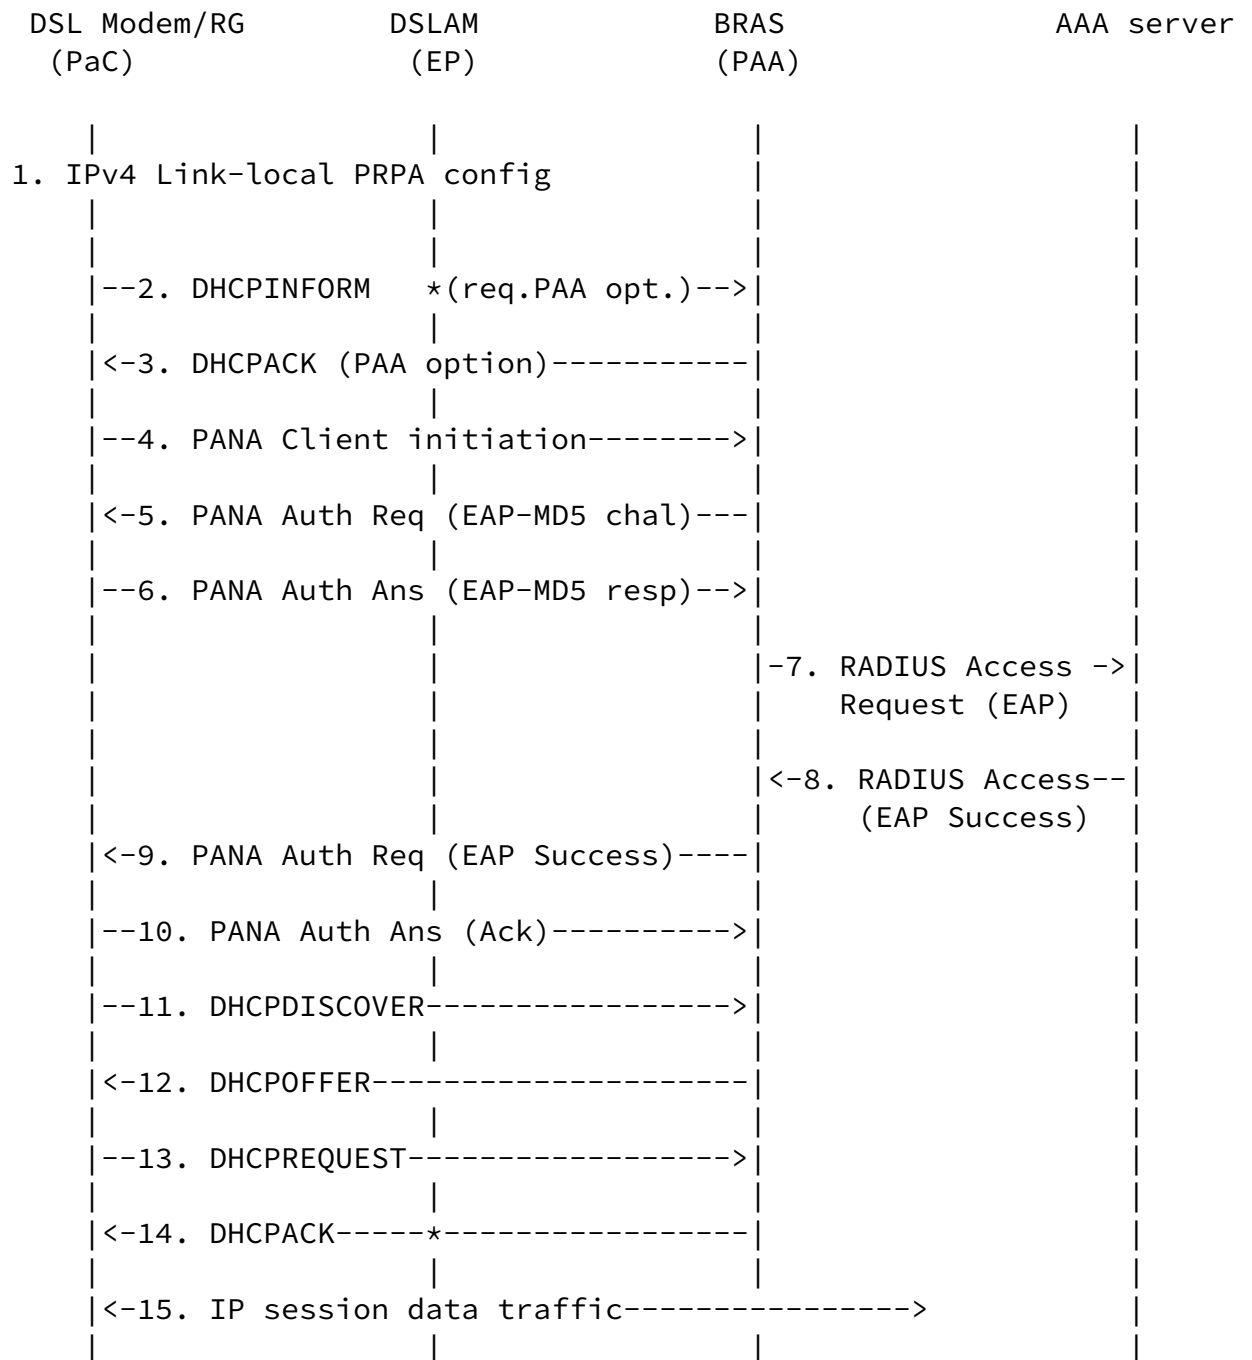 DSL Modem/RG DSLAM BRAS AAA server
(PaC) (EP) (PAA)
1. IPv4 Link-local PRPA config
|--2. DHCPINFORM *(req.PAA opt.)-->|
|<-3. DHCPACK (PAA option)-----------|
|--4. PANA Client initiation-------->|
|<-5. PANA Auth Req (EAP-MD5 chal)---|
|--6. PANA Auth Ans (EAP-MD5 resp)-->|
|-7. RADIUS Access ->|
Request (EAP)
|<-8. RADIUS Access--|
(EAP Success)
|<-9. PANA Auth Req (EAP Success)----|
|--10. PANA Auth Ans (Ack)---------->|
|--11. DHCPDISCOVER----------------->|
|<-12. DHCPOFFER---------------------|
|--13. DHCPREQUEST------------------>|
|<-14. DHCPACK-----*-----------------|
|<-15. IP session data traffic---------------->